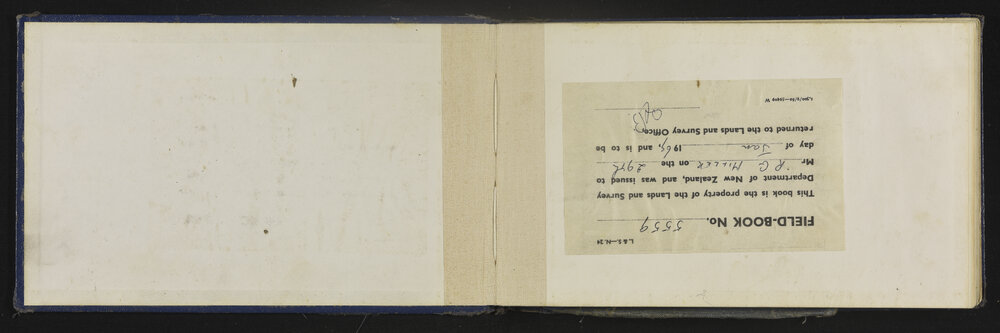 L. & S.—N. 24
FIELD-BOOK No. 5559
This book is the property of the Lands and Survey
Department of New Zealand, and was issued to
Mr R G MILLER on the 29th
day of Jan 1965, and is to be
returned to the Lands and Survey Office,